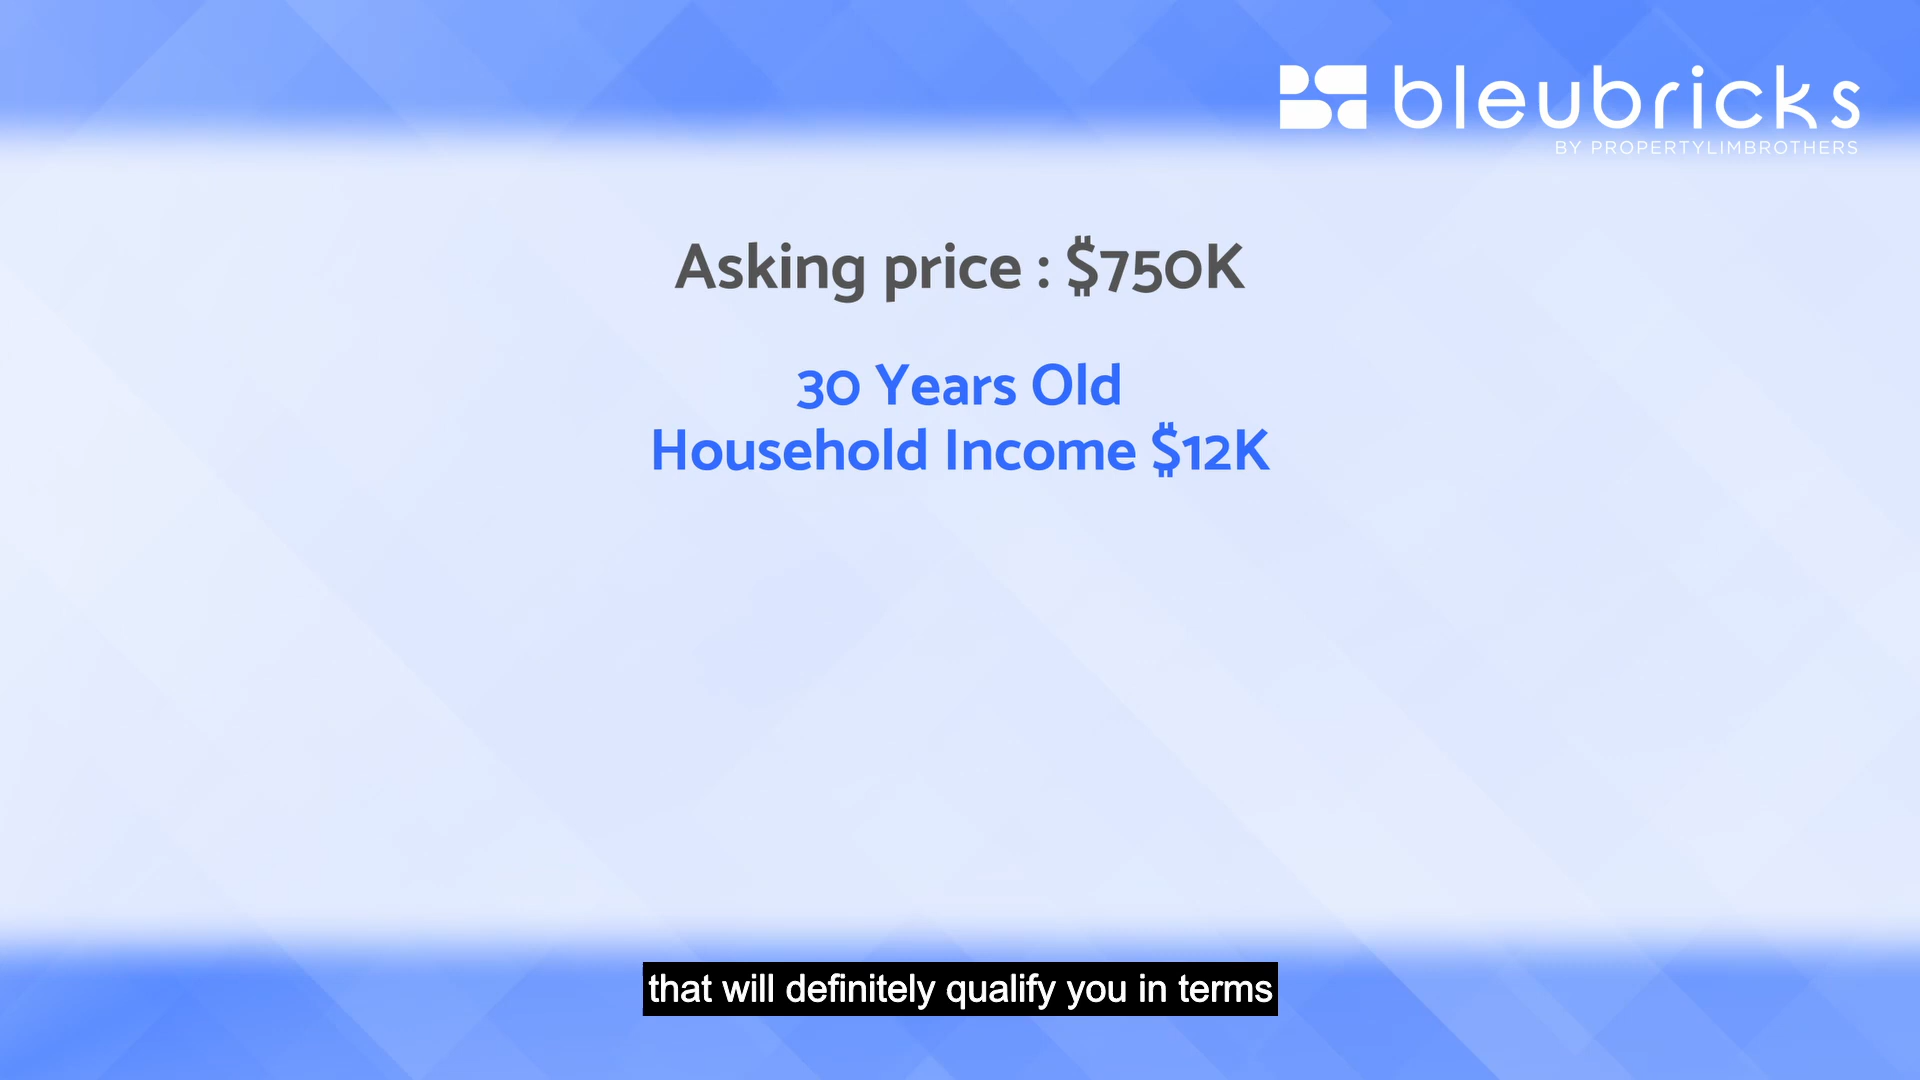 bleubricks
BY PROPERTYLIMBROTHERS
Asking price : $750K
30 Years Old
Household Income $12K
that will definitely qualify you in terms